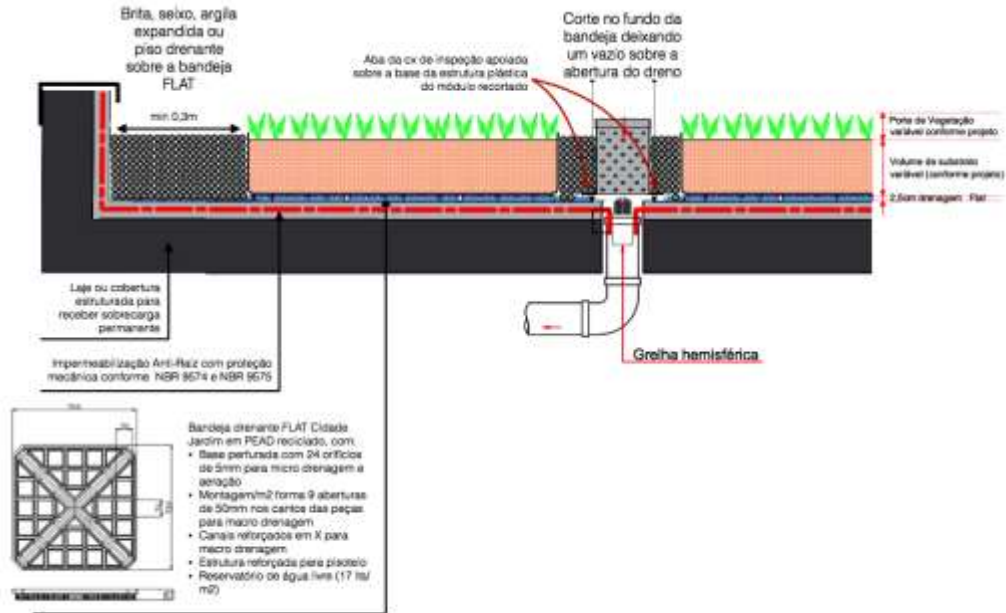 Brita, seixo, argila
expandida ou
piso drenante
sobre a bandeja
FLAT
min 0,3m
Aba da cx de inspeção apoiada
sobre a base da estrutura plástica
do módulo recortado
Corte no fundo da
bandeja deixando
um vazio sobre a
abertura do dreno
Porte da Vegetação
variável conforme projeto
Volume de substrato
variável (conforme projeto)
2,5cm drenagem Flat
Laje ou cobertura
estruturada para
receber sobrecarga
permanente
Grelha hemisférica
Impermeabilização Anti-Raiz com proteção
mecânica conforme NBR 9574 e NBR 9575
Bandeja drenante FLAT Cidade
Jardim em PEAD reciclado, com:
• Base perfurada com 24 orifícios
de 5mm para micro drenagem e
aeração
• Montagem/m2 forma 9 aberturas
de 50mm nos cantos das peças
para macro drenagem
• Canais reforçados em X para
macro drenagem
• Estrutura reforçada para pisoteio
• Reservatório de água livre (17 lts/
m2)